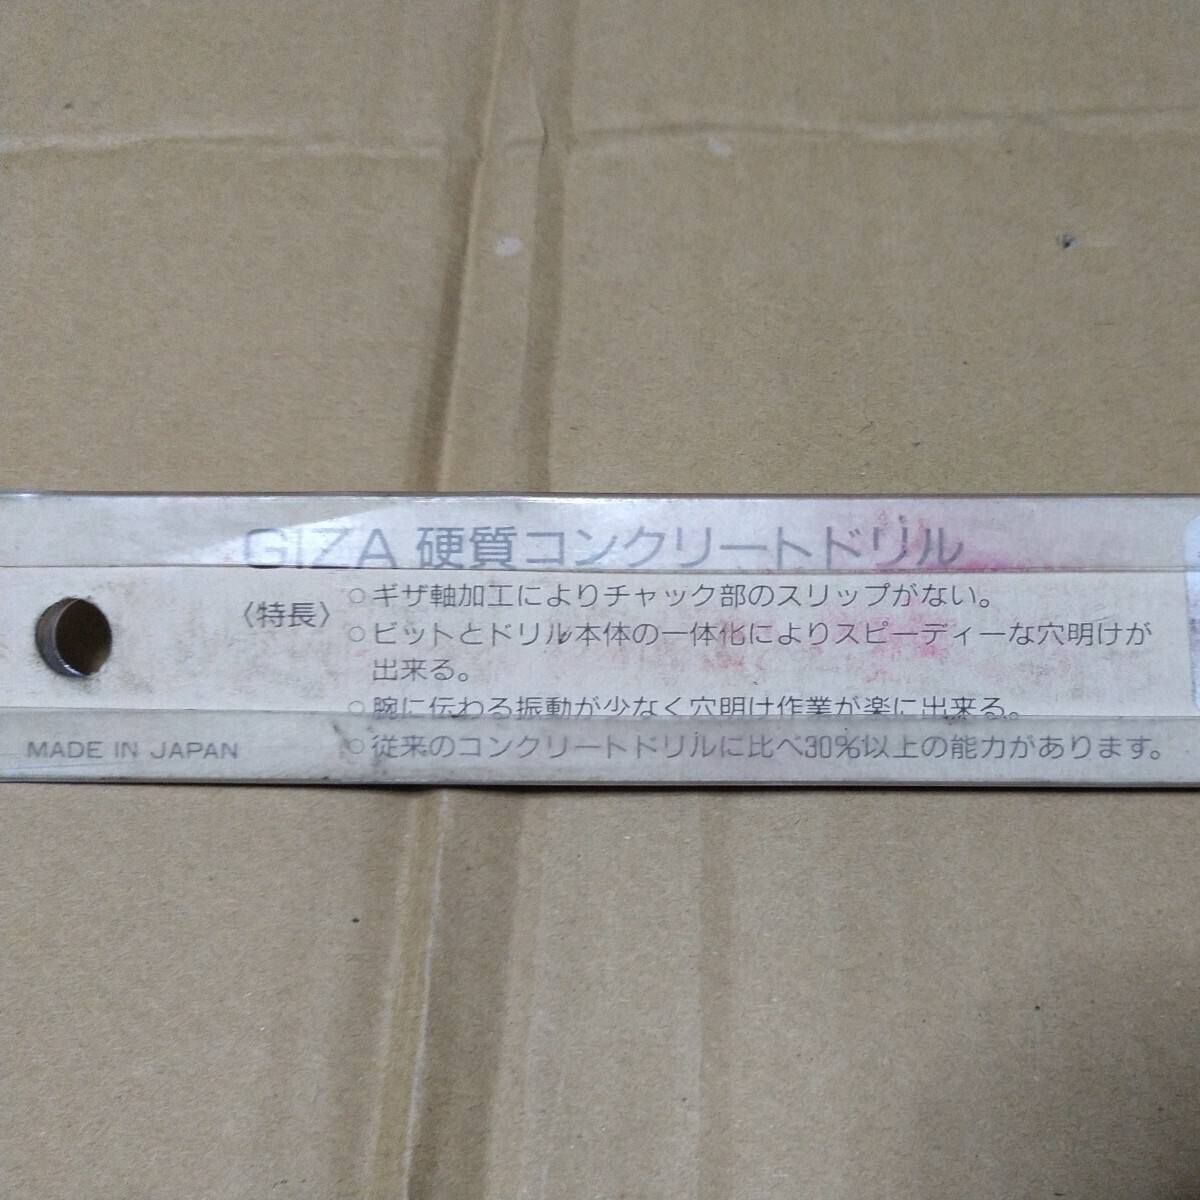 GIZA 硬質コンクリートドリル
〈特長〉
○ギザ軸加工によりチャック部のスリップがない。
○ビットとドリル本体の一体化によりスピーディーな穴明けが
出来る。
○腕に伝わる振動が少なく穴明け作業が楽に出来る。
○従来のコンクリートドリルに比べ30%以上の能力があります。
MADE IN JAPAN